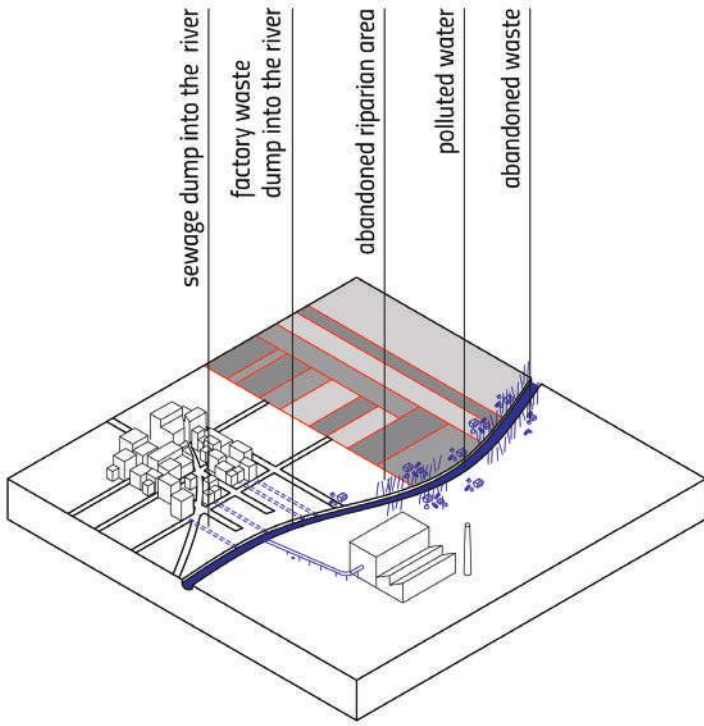 sewage dump into the river
factory waste
dump into the river
abandoned riparian area
polluted water
abandoned waste